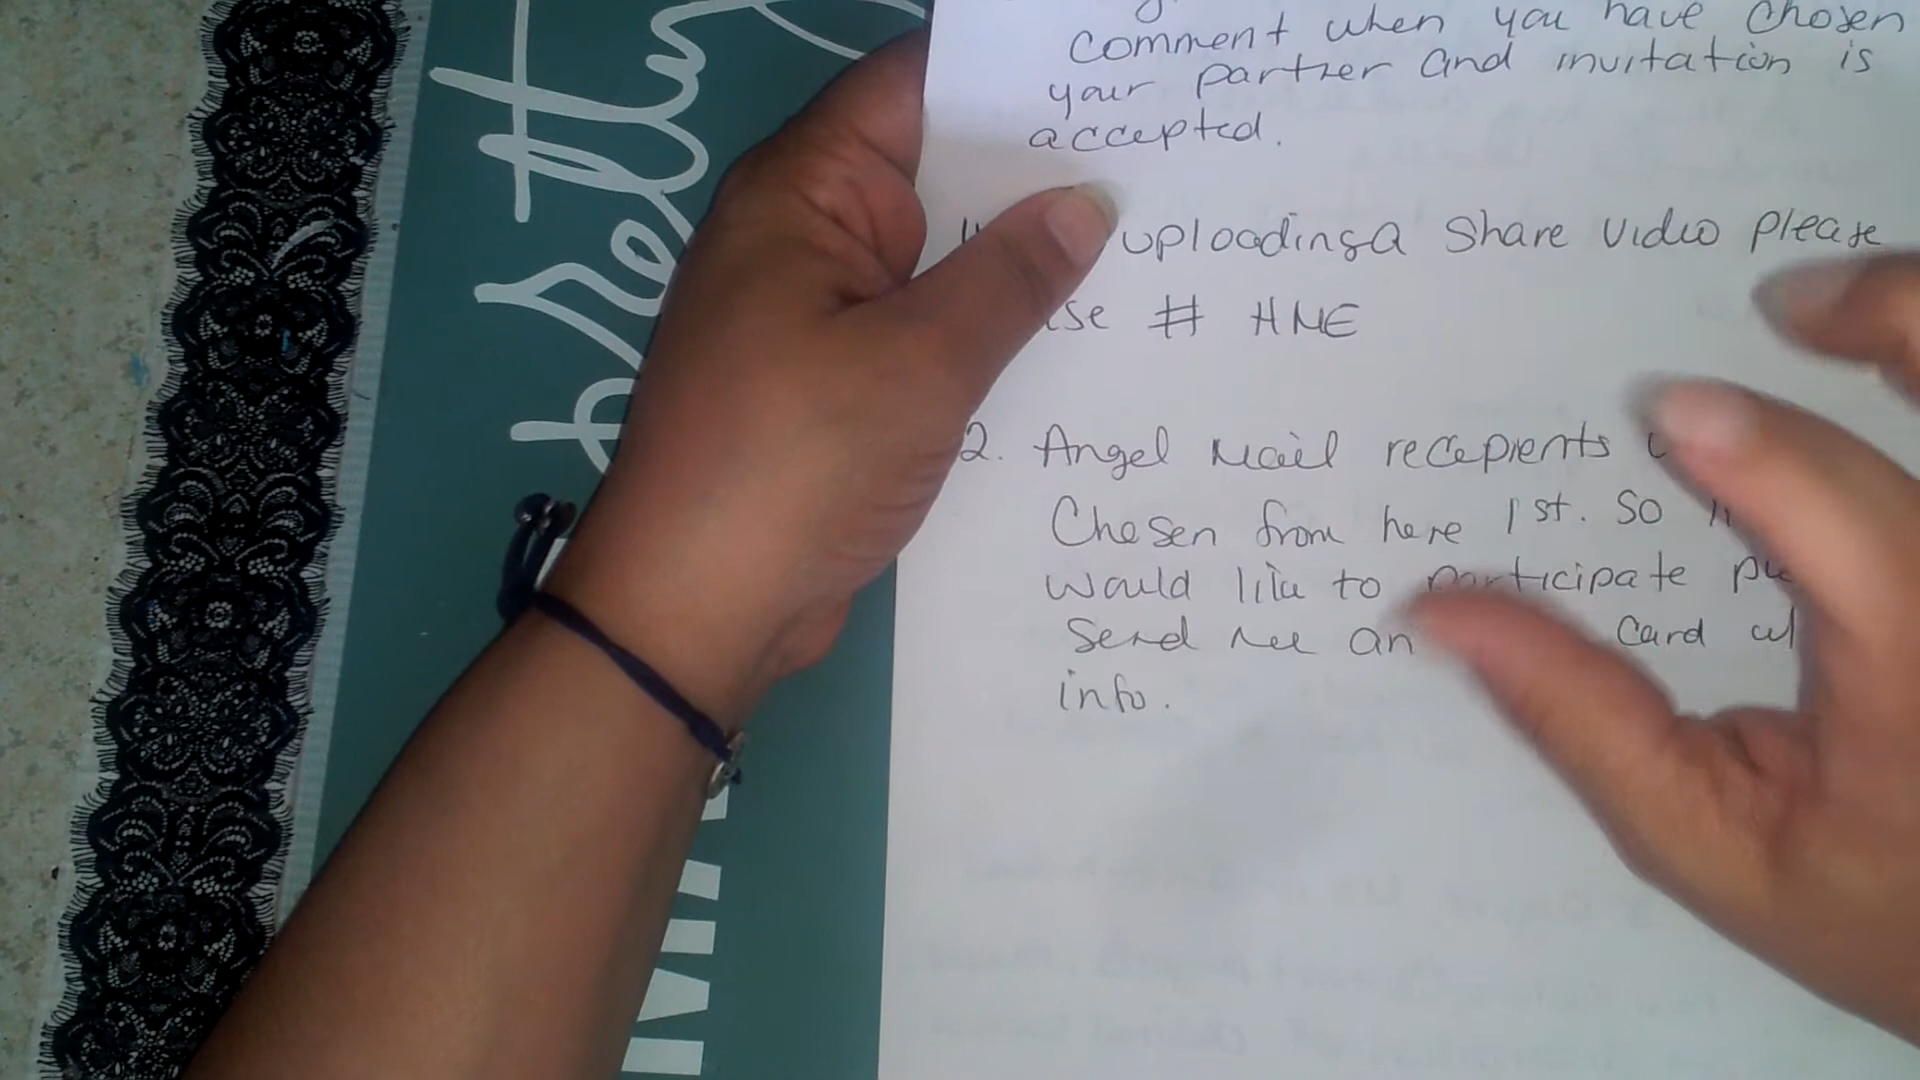 comment when you have chosen
your partner and invitation is
accepted.
uploading a share video please
# HME
2. Angel Mail recepients
Chosen from here 1st. So
would like to participate
Send me an card w/
info.
pretty